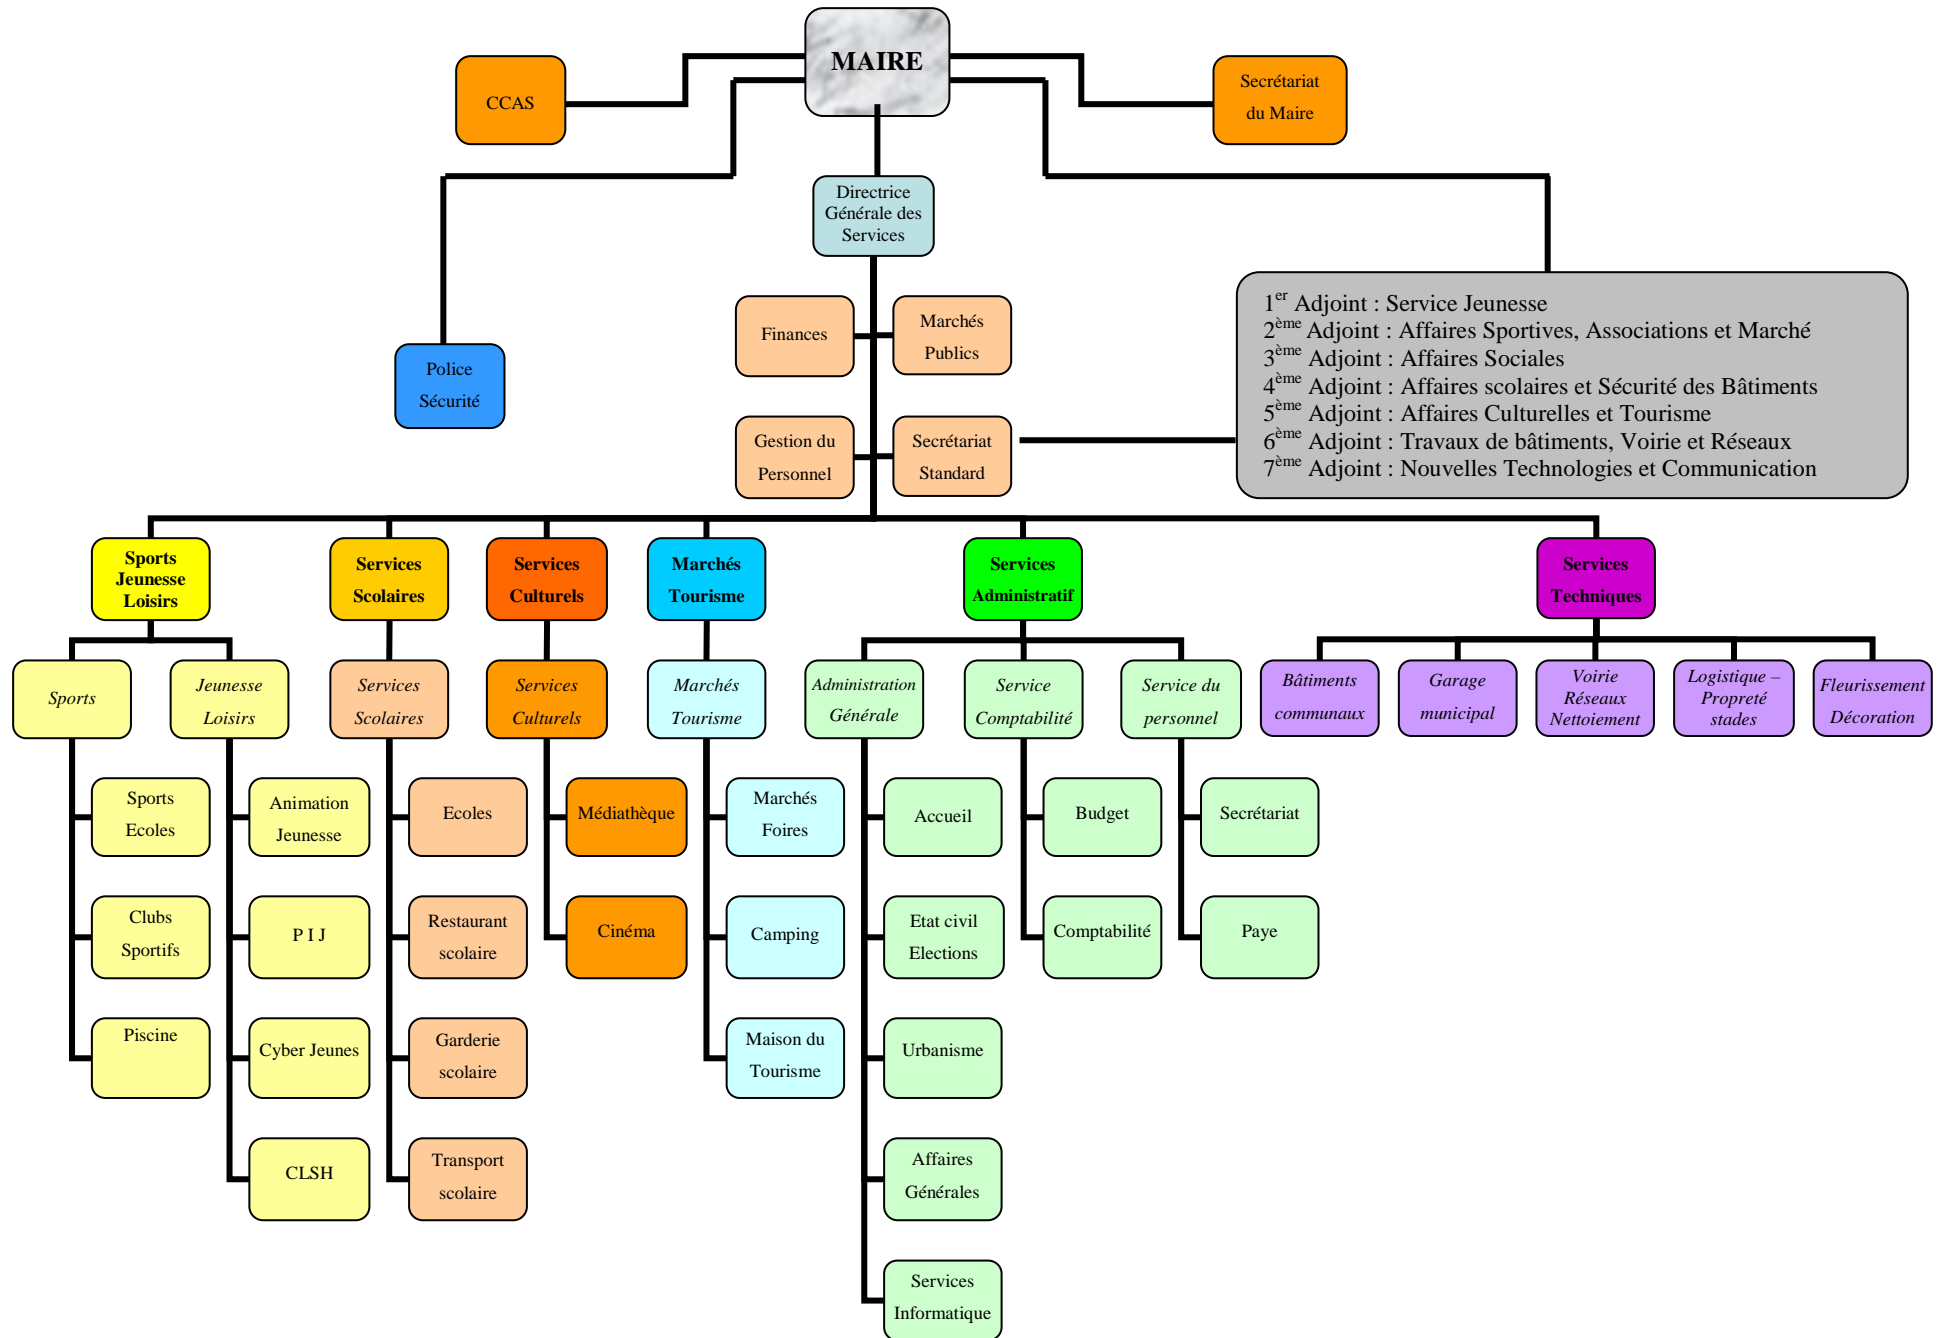 MAIRE
CCAS
Secrétariat
du Maire
Directrice
Générale des
Services
Finances
Marchés
Publics
Police
Sécurité
Gestion du
Personnel
Secrétariat
Standard
1er Adjoint : Service Jeunesse
2ème Adjoint : Affaires Sportives, Associations et Marché
3ème Adjoint : Affaires Sociales
4ème Adjoint : Affaires scolaires et Sécurité des Bâtiments
5ème Adjoint : Affaires Culturelles et Tourisme
6ème Adjoint : Travaux de bâtiments, Voirie et Réseaux
7ème Adjoint : Nouvelles Technologies et Communication
Sports
Jeunesse
Loisirs
Services
Scolaires
Services
Culturels
Marchés
Tourisme
Services
Administratif
Services
Techniques
Sports
Jeunesse
Loisirs
Services
Scolaires
Services
Culturels
Marchés
Tourisme
Administration
Générale
Service
Comptabilité
Service du
personnel
Bâtiments
communaux
Garage
municipal
Voirie
Réseaux
Nettoiement
Logistique –
Propreté
stades
Fleurissement
Décoration
Sports
Ecoles
Animation
Jeunesse
Ecoles
Médiathèque
Marchés
Foires
Accueil
Budget
Secrétariat
Clubs
Sportifs
P I J
Restaurant
scolaire
Cinéma
Camping
Etat civil
Elections
Comptabilité
Paye
Piscine
Cyber Jeunes
Garderie
scolaire
Maison du
Tourisme
Urbanisme
CLSH
Transport
scolaire
Affaires
Générales
Services
Informatique